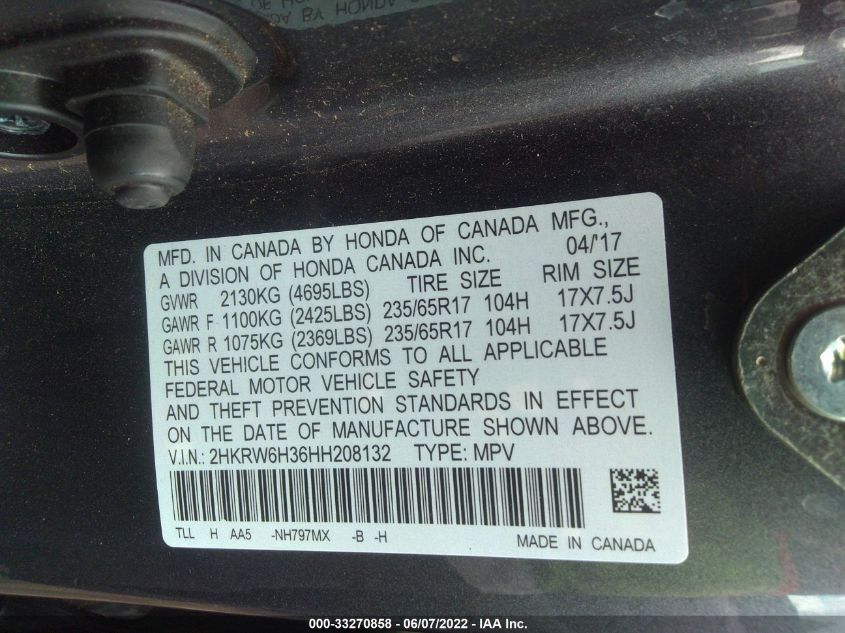 MFD. IN CANADA BY HONDA OF CANADA MFG.,
A DIVISION OF HONDA CANADA INC. 04/'17
GVWR 2130KG (4695LBS) TIRE SIZE RIM SIZE
GAWR F 1100KG (2425LBS) 235/65R17 104H 17X7.5J
GAWR R 1075KG (2369LBS) 235/65R17 104H 17X7.5J
THIS VEHICLE CONFORMS TO ALL APPLICABLE
FEDERAL MOTOR VEHICLE SAFETY
AND THEFT PREVENTION STANDARDS IN EFFECT
ON THE DATE OF MANUFACTURE SHOWN ABOVE.
V.I.N.: 2HKRW6H36HH208132 TYPE: MPV
TLL H AA5 -NH797MX -B -H MADE IN CANADA
000-33270858 - 06/07/2022 - IAA Inc.